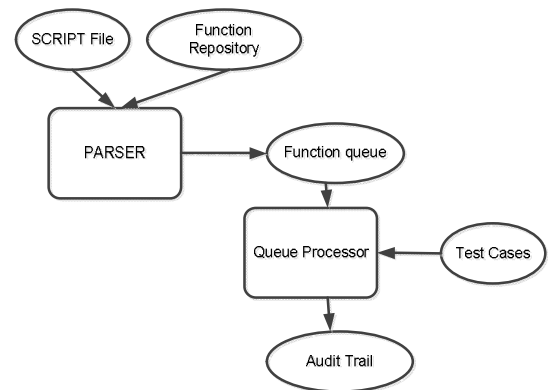 SCRIPT File
Function
Repository
PARSER
Function queue
Queue Processor
Test Cases
Audit Trail